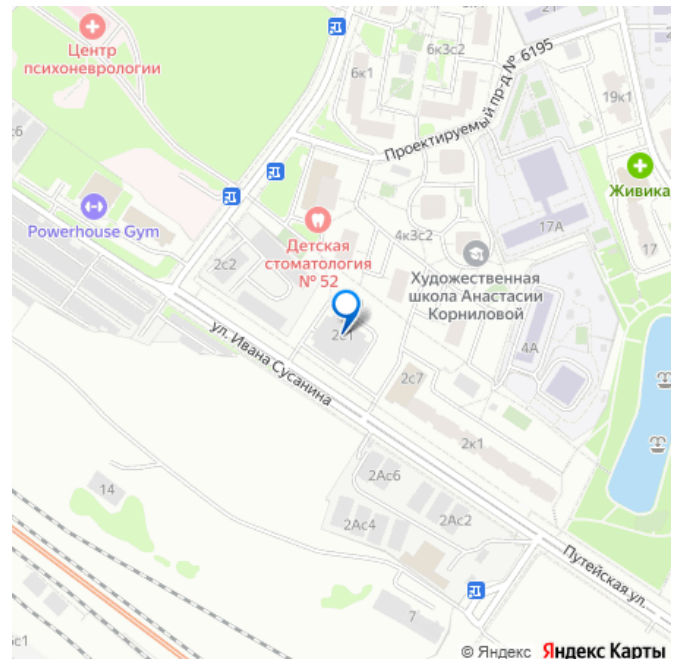 Центр
психоневрологии
6к3с2
6к1
21
19к1
Проектируемый пр-д № 6195
Живика
17
17А
Powerhouse Gym
2с2
Детская
стоматология
№ 52
4к3с2
Художественная
школа Анастасии
Корниловой
2с1
ул. Ивана Сусанина
4А
2с7
2к1
14
2Ас6
2Ас4
2Ас2
Путейская ул.
7
© Яндекс Яндекс Карты